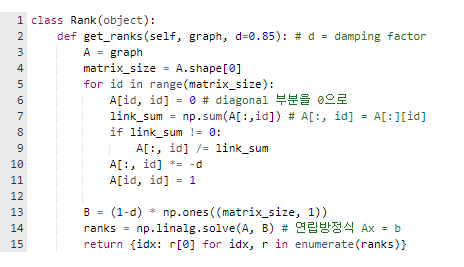 1 class Rank(object):
2     def get_ranks(self, graph, d=0.85): # d = damping factor
3         A = graph
4         matrix_size = A.shape[0]
5         for id in range(matrix_size):
6             A[id, id] = 0 # diagonal 부분을 0으로
7             link_sum = np.sum(A[:,id]) # A[:, id] = A[:][id]
8             if link_sum != 0:
9                 A[:, id] /= link_sum
10             A[:, id] *= -d
11             A[id, id] = 1
12
13         B = (1-d) * np.ones((matrix_size, 1))
14         ranks = np.linalg.solve(A, B) # 연립방정식 Ax = b
15         return {idx: r[0] for idx, r in enumerate(ranks)}